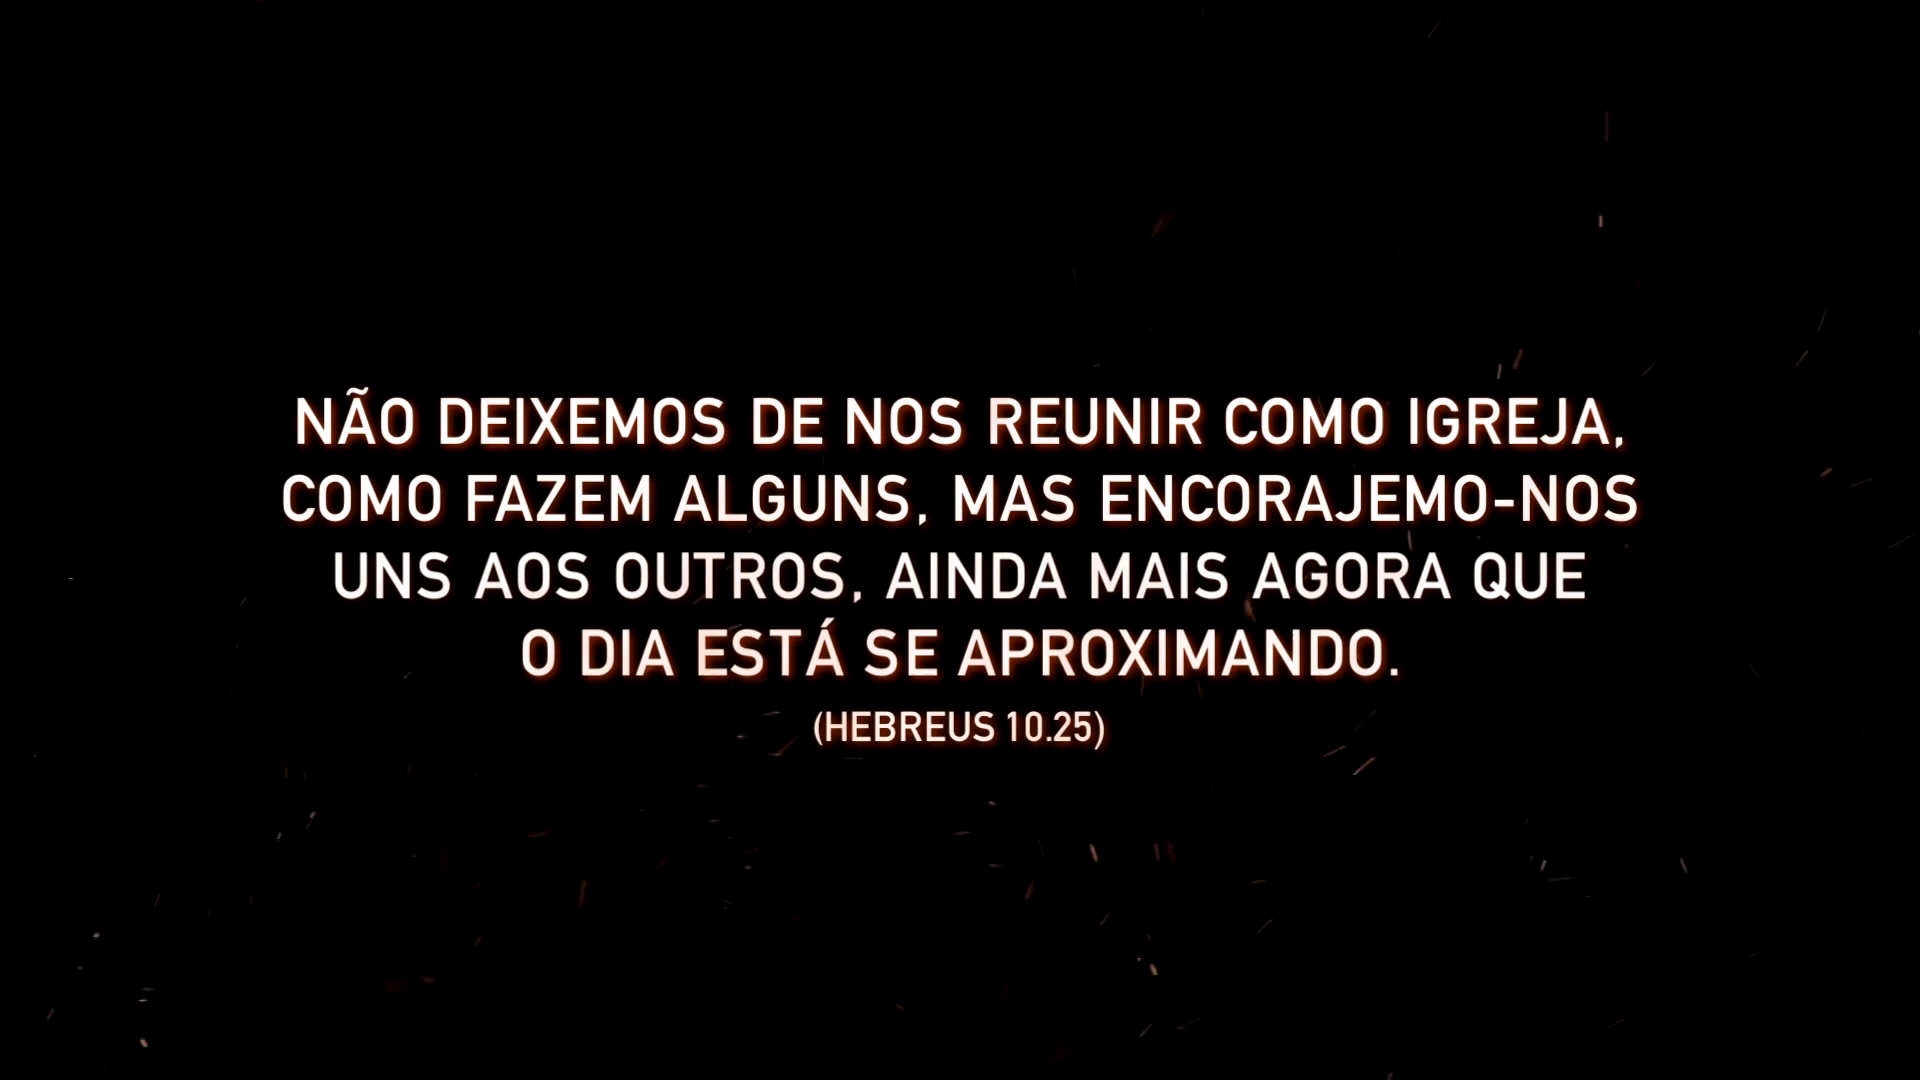 NÃO DEIXEMOS DE NOS REUNIR COMO IGREJA,
COMO FAZEM ALGUNS, MAS ENCORAJEMO-NOS
UNS AOS OUTROS, AINDA MAIS AGORA QUE
O DIA ESTÁ SE APROXIMANDO.
(HEBREUS 10.25)